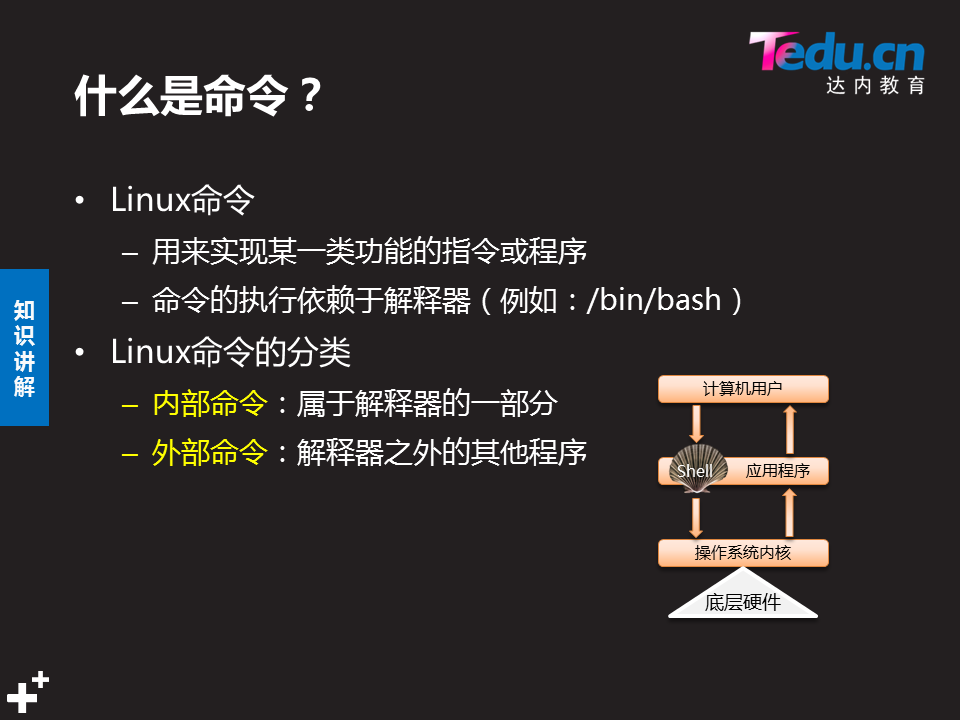 Tedu.cn
达内教育
什么是命令？
• Linux命令
– 用来实现某一类功能的指令或程序
– 命令的执行依赖于解释器（例如：/bin/bash）
• Linux命令的分类
– 内部命令：属于解释器的一部分
– 外部命令：解释器之外的其他程序
知
识
讲
解
计算机用户
Shell
应用程序
操作系统内核
底层硬件